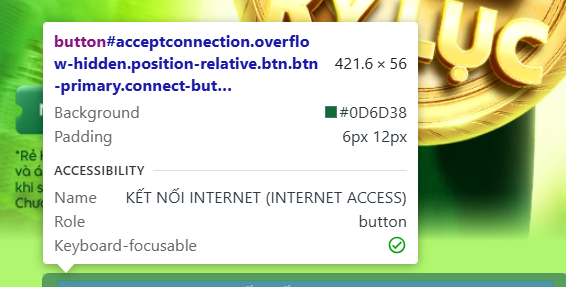 KỶ LỤC
button#acceptconnection.overflo
w-hidden.position-relative.btn.btn
-primary.connect-but...
421.6 × 56
Background #0D6D38
Padding 6px 12px
ACCESSIBILITY
Name KẾT NỐI INTERNET (INTERNET ACCESS)
Role button
Keyboard-focusable
*Rẻ
và
khi s
Chươ